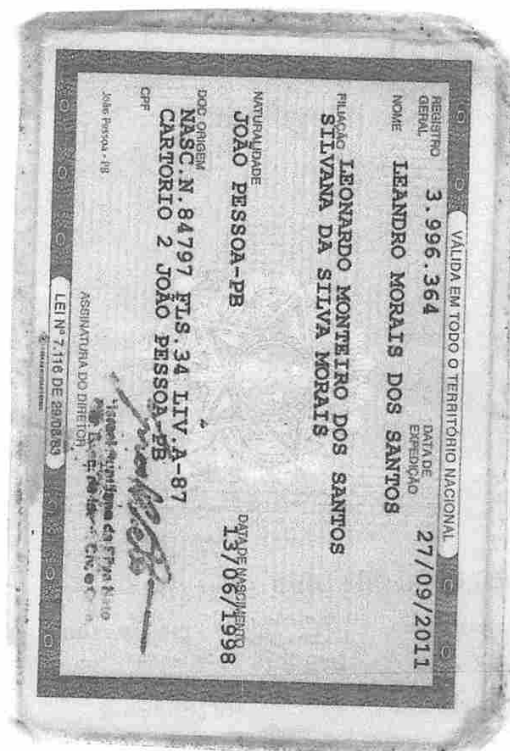 VÁLIDA EM TODO O TERRITÓRIO NACIONAL
REGISTRO GERAL 3.996.364 DATA DE EXPEDIÇÃO 27/09/2011
NOME LEANDRO MORAIS DOS SANTOS
FILIAÇÃO LEONARDO MONTEIRO DOS SANTOS
SILVANA DA SILVA MORAIS
NATURALIDADE DATA DE NASCIMENTO
JOÃO PESSOA-PB 13/06/1998
DOC. ORIGEM NASC.N.84797 FLS.34 LIV.A-87
CARTORIO 2 JOÃO PESSOA-PB
CPF
João Pessoa - PB
ASSINATURA DO DIRETOR
LEI Nº 7.116 DE 29/08/83